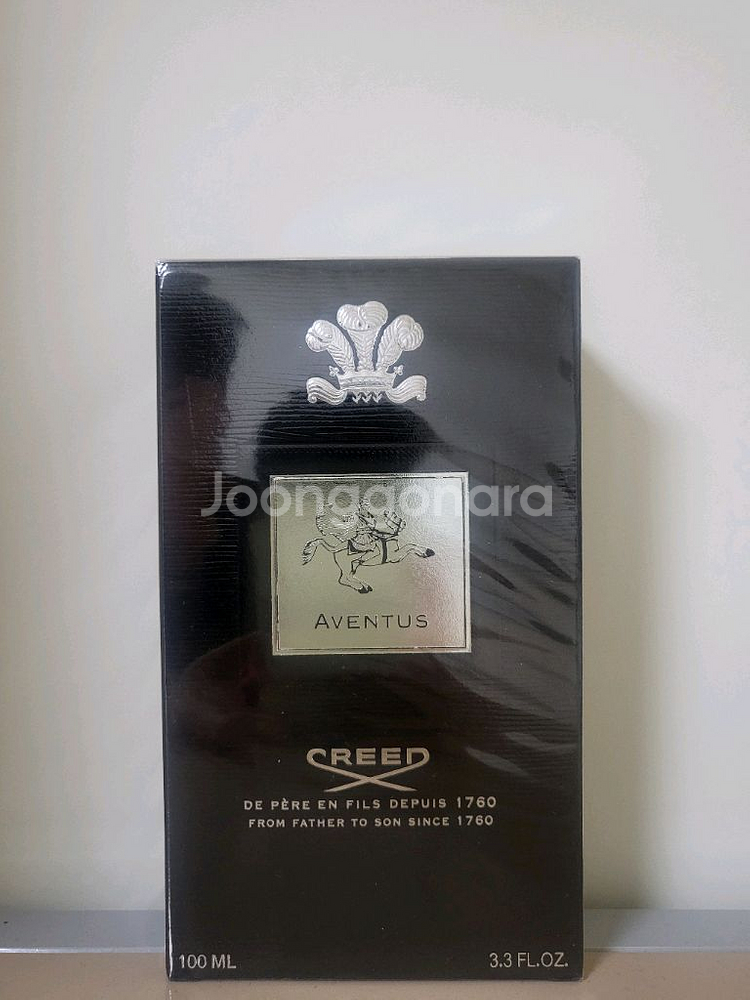 Joonggonara
AVENTUS
CREED
DE PÈRE EN FILS DEPUIS 1760
FROM FATHER TO SON SINCE 1760
100 ML
3.3 FL.OZ.